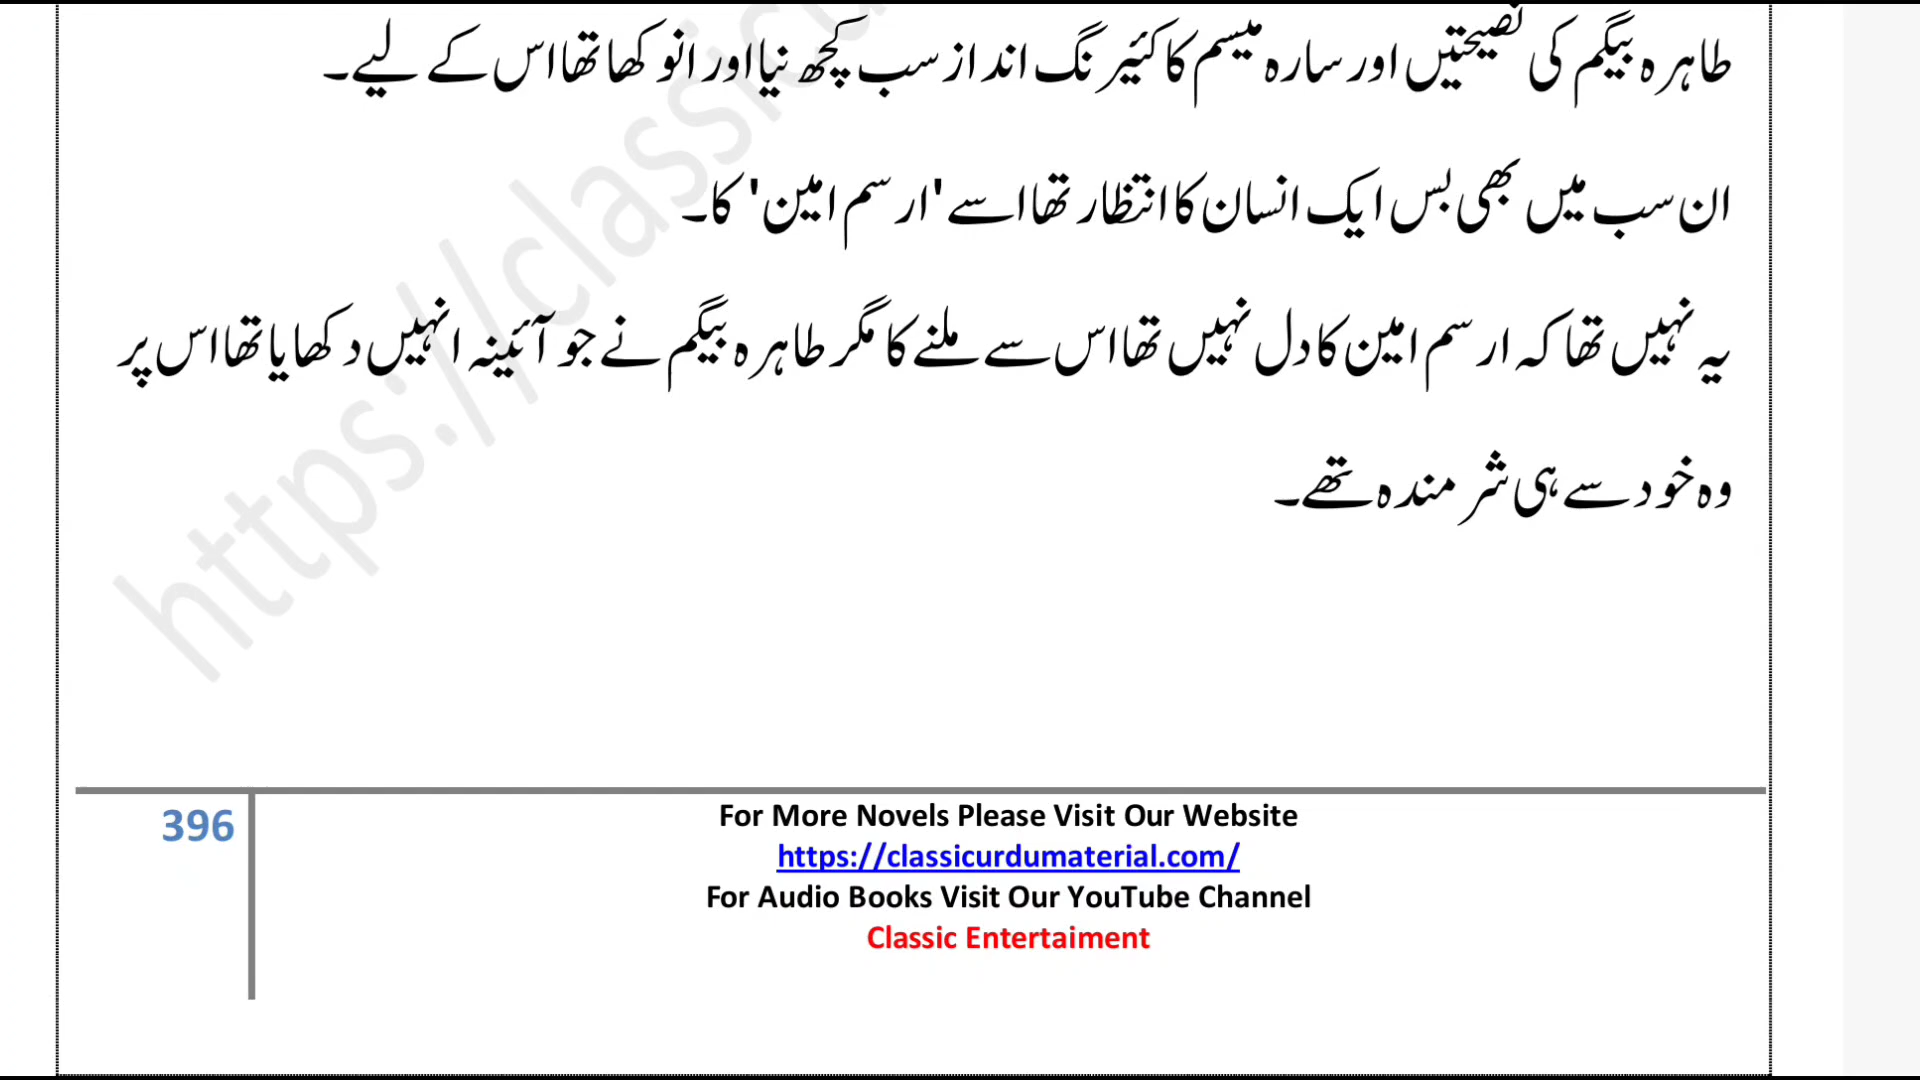 طاہرہ بیگم کی نصیحتیں اور سارہ میسم کا کئیرنگ انداز سب کچھ نیا اور انوکھا تھا اس کے لیے۔
ان سب میں بھی بس ایک انسان کا انتظار تھا اسے 'ارسم امین' کا۔
یہ نہیں تھا کہ ارسم امین کا دل نہیں تھا اس سے ملنے کا مگر طاہرہ بیگم نے جو آئینہ انہیں دکھایا تھا اس پر
وہ خود سے ہی شرمندہ تھے۔
https://classic
396
For More Novels Please Visit Our Website
https://classicurdumaterial.com/
For Audio Books Visit Our YouTube Channel
Classic Entertaiment